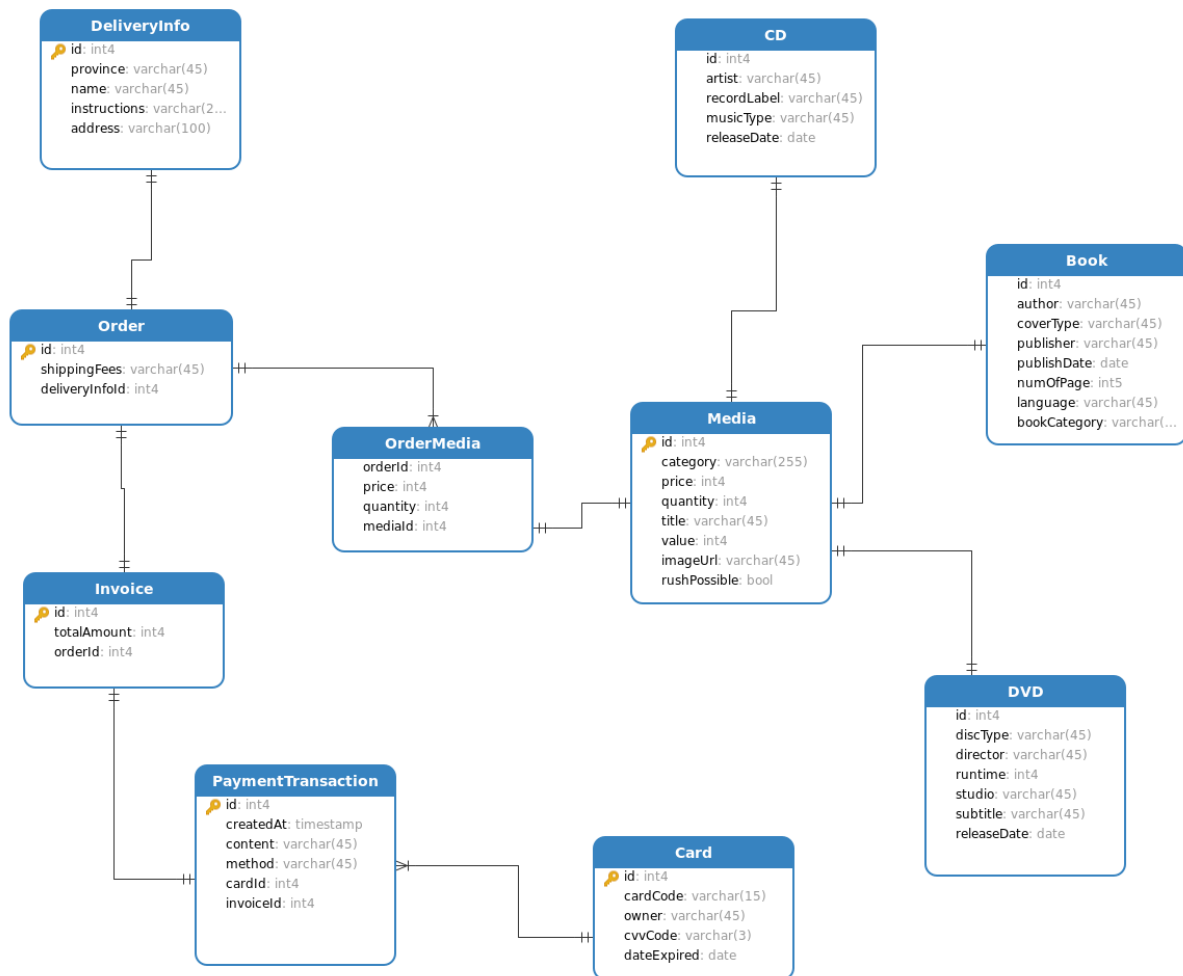 DeliveryInfo
id: int4
province: varchar(45)
name: varchar(45)
instructions: varchar(2...
address: varchar(100)
CD
id: int4
artist: varchar(45)
recordLabel: varchar(45)
musicType: varchar(45)
releaseDate: date
Book
id: int4
author: varchar(45)
coverType: varchar(45)
publisher: varchar(45)
publishDate: date
numOfPage: int5
language: varchar(45)
bookCategory: varchar(...
Order
id: int4
shippingFees: varchar(45)
deliveryInfoId: int4
OrderMedia
orderId: int4
price: int4
quantity: int4
mediaId: int4
Media
id: int4
category: varchar(255)
price: int4
quantity: int4
title: varchar(45)
value: int4
imageUrl: varchar(45)
rushPossible: bool
Invoice
id: int4
totalAmount: int4
orderId: int4
DVD
id: int4
discType: varchar(45)
director: varchar(45)
runtime: int4
studio: varchar(45)
subtitle: varchar(45)
releaseDate: date
PaymentTransaction
id: int4
createdAt: timestamp
content: varchar(45)
method: varchar(45)
cardId: int4
invoiceId: int4
Card
id: int4
cardCode: varchar(15)
owner: varchar(45)
cvvCode: varchar(3)
dateExpired: date